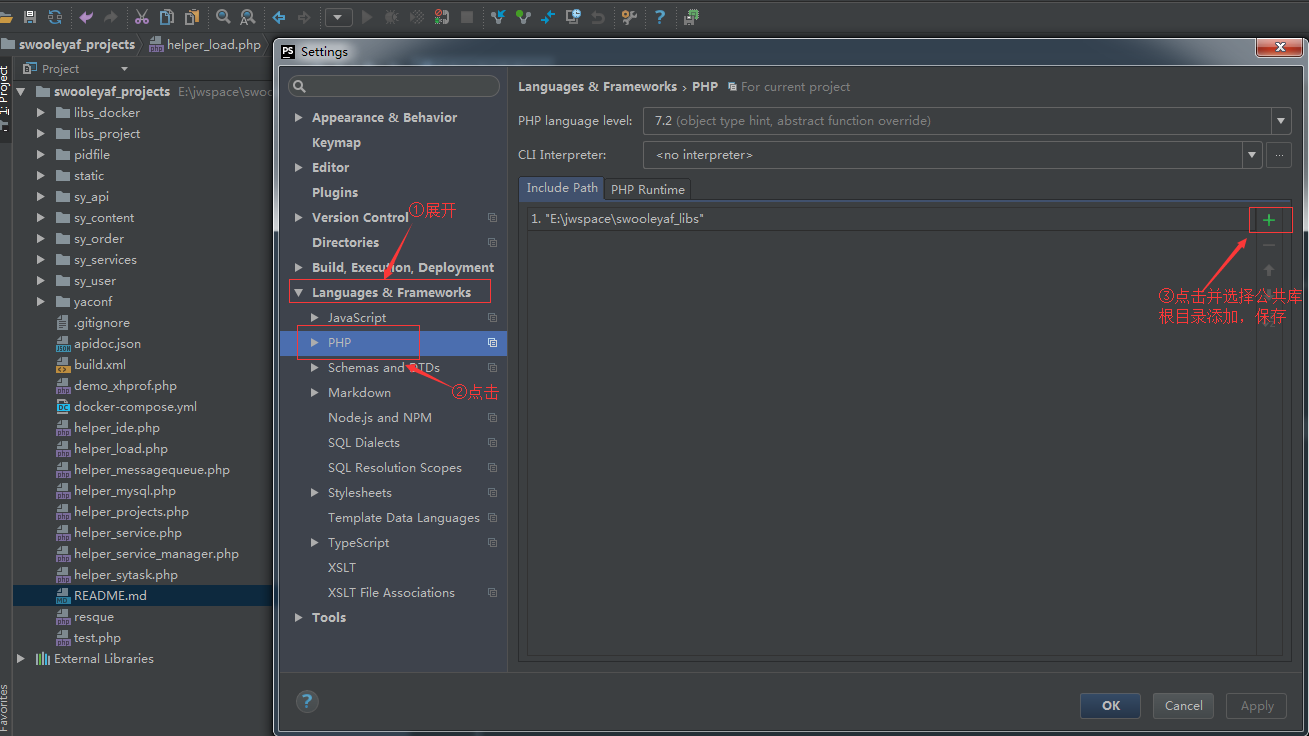 swooleyaf_projects
helper_load.php
1: Project
Project
swooleyaf_projects E:\jwspace\swoo
libs_docker
libs_project
pidfile
static
sy_api
sy_content
sy_order
sy_services
sy_user
yaconf
.gitignore
apidoc.json
build.xml
demo_xhprof.php
docker-compose.yml
helper_ide.php
helper_load.php
helper_messagequeue.php
helper_mysql.php
helper_projects.php
helper_service.php
helper_service_manager.php
helper_sytask.php
README.md
resque
test.php
External Libraries
Favorites
PS Settings
Appearance & Behavior
Keymap
Editor
Plugins
Version Control
①展开
Directories
Build, Execution, Deployment
Languages & Frameworks
JavaScript
PHP
Schemas and DTDs
②点击
Markdown
Node.js and NPM
SQL Dialects
SQL Resolution Scopes
Stylesheets
Template Data Languages
TypeScript
XSLT
XSLT File Associations
Tools
Languages & Frameworks › PHP For current project
PHP language level: 7.2 (object type hint, abstract function override)
CLI Interpreter: <no interpreter> ...
Include Path PHP Runtime
1. "E:\jwspace\swooleyaf_libs"
③点击并选择公共库
根目录添加，保存
?
OK Cancel Apply